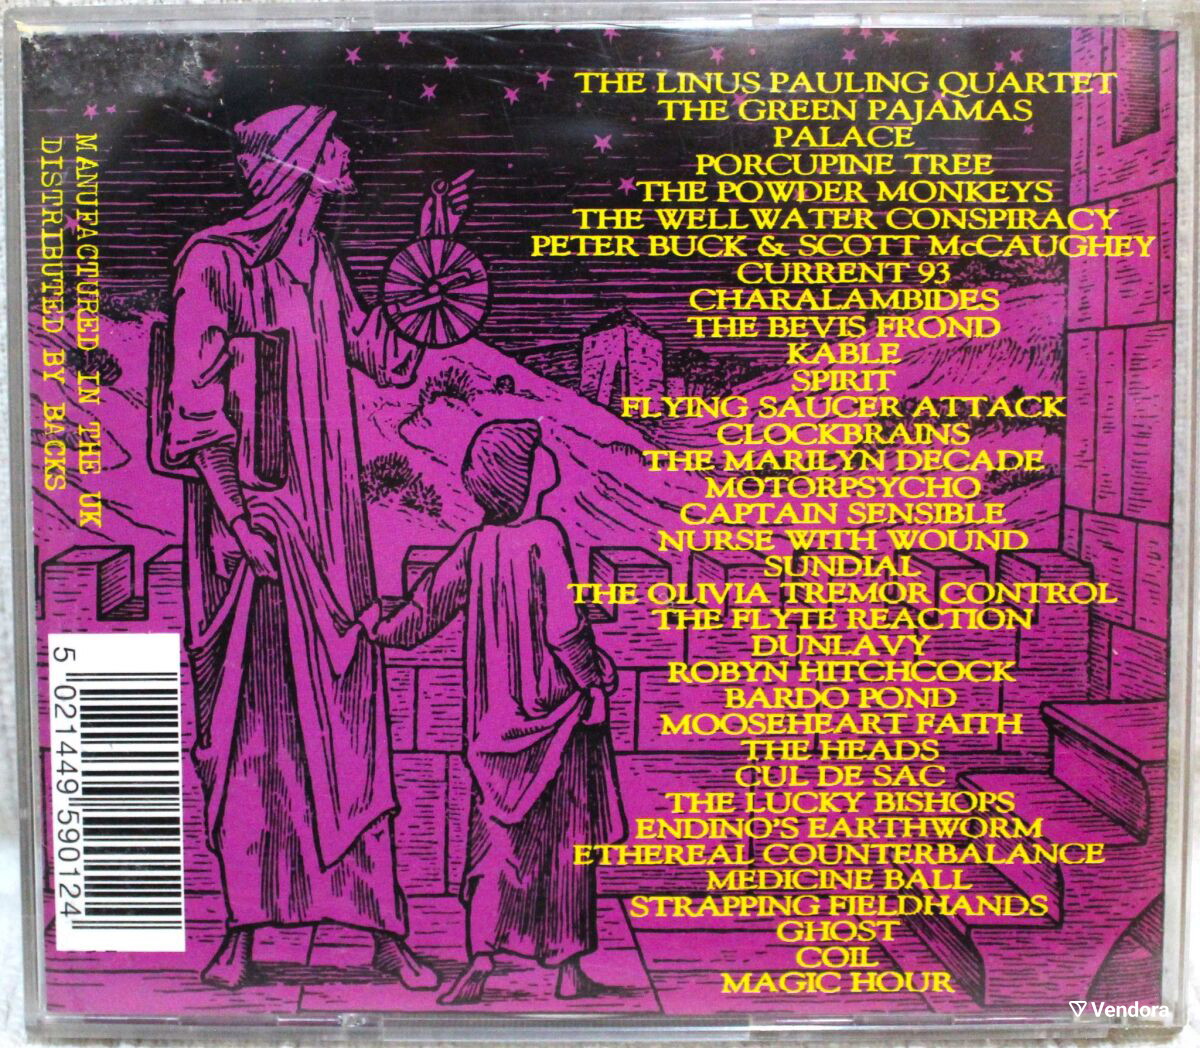 THE LINUS PAULING QUARTET
THE GREEN PAJAMAS
PALACE
PORCUPINE TREE
THE POWDER MONKEYS
THE WELLWATER CONSPIRACY
PETER BUCK & SCOTT McCAUGHEY
CURRENT 93
CHARALAMBIDES
THE BEVIS FROND
KABLE
SPIRIT
FLYING SAUCER ATTACK
CLOCKBRAINS
THE MARILYN DECADE
MOTORPSYCHO
CAPTAIN SENSIBLE
NURSE WITH WOUND
SUNDIAL
THE OLIVIA TREMOR CONTROL
THE FLYTE REACTION
DUNLAVY
ROBYN HITCHCOCK
BARDO POND
MOOSEHEART FAITH
THE HEADS
CUL DE SAC
THE LUCKY BISHOPS
ENDINO'S EARTHWORM
ETHEREAL COUNTERBALANCE
MEDICINE BALL
STRAPPING FIELDHANDS
GHOST
COIL
MAGIC HOUR
MANUFACTURED IN THE UK
DISTRIBUTED BY BACKS
5 021449 590124
Vendora